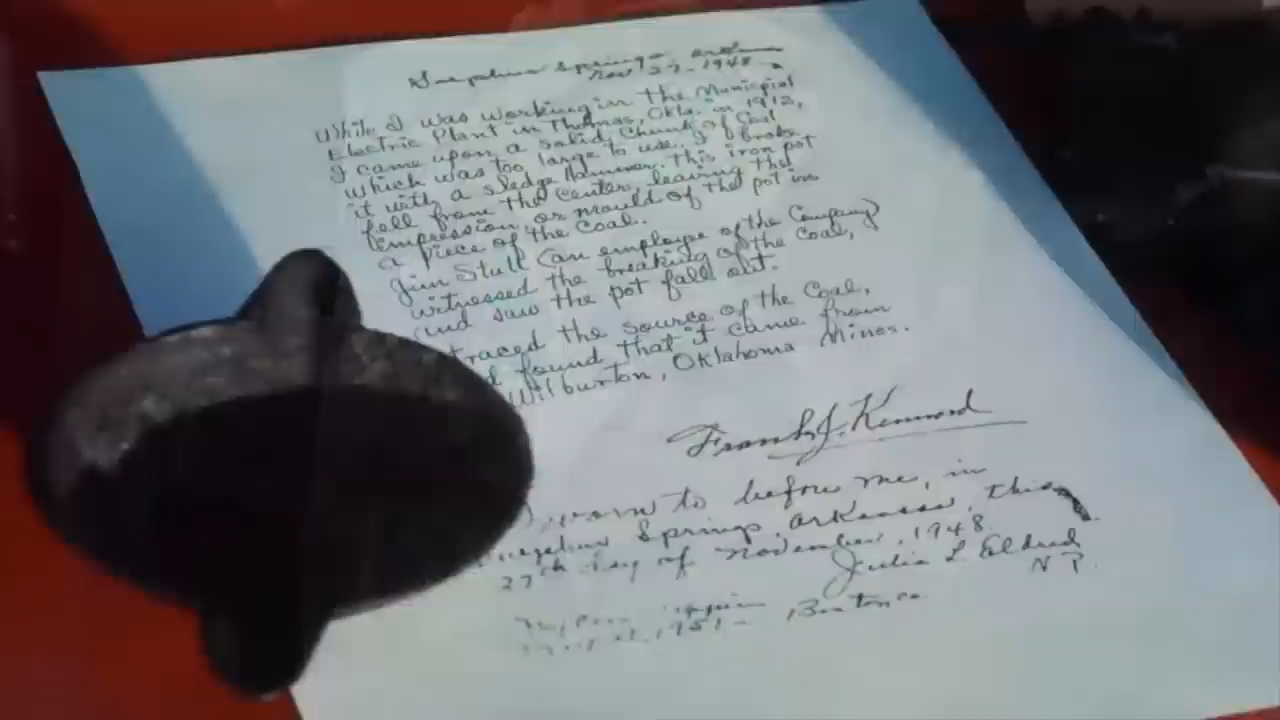 Springs, Ark
Nov. 27 - 1948
While I was working in the Municipal
Electric Plant in Thomas, Okla. in 1912,
I came upon a solid chunk of Coal
which was too large to use. I broke
it with a sledge hammer. This iron pot
fell from the center, leaving the
impression or mould of the pot in
a piece of the coal.
Jim Stull (an employe of the Company)
witnessed the breaking of the coal,
and saw the pot fall out.
traced the source of the coal,
d found that it came from
Wilburton, Oklahoma Mines.
Frank J. Kennard
Sworn to before me, in
Springs, Arkansas, this
27th day of November, 1948
Julia L Eldred
N P.
1951 - Benton co